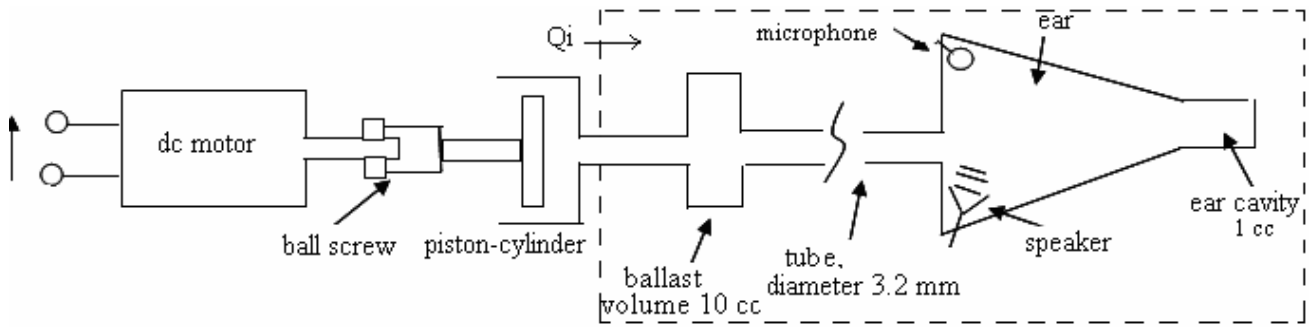 Qi
microphone
ear
dc motor
ball screw
piston-cylinder
ballast
volume 10 cc
tube,
diameter 3.2 mm
speaker
ear cavity
1 cc